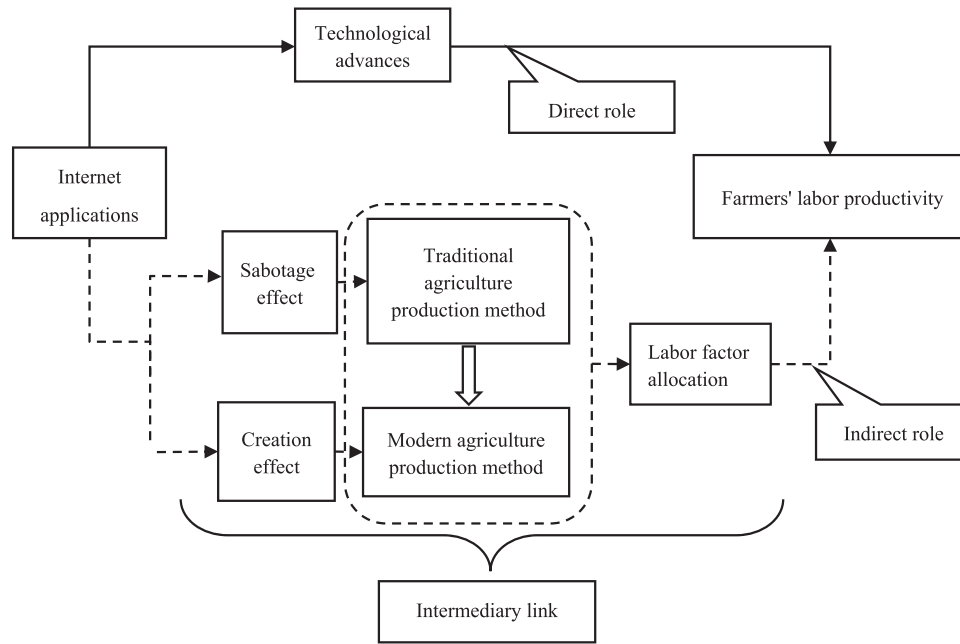 Technological
advances
Direct role
Internet
applications
Farmers' labor productivity
Sabotage
effect
Traditional
agriculture
production method
Labor factor
allocation
Creation
effect
Modern agriculture
production method
Indirect role
Intermediary link